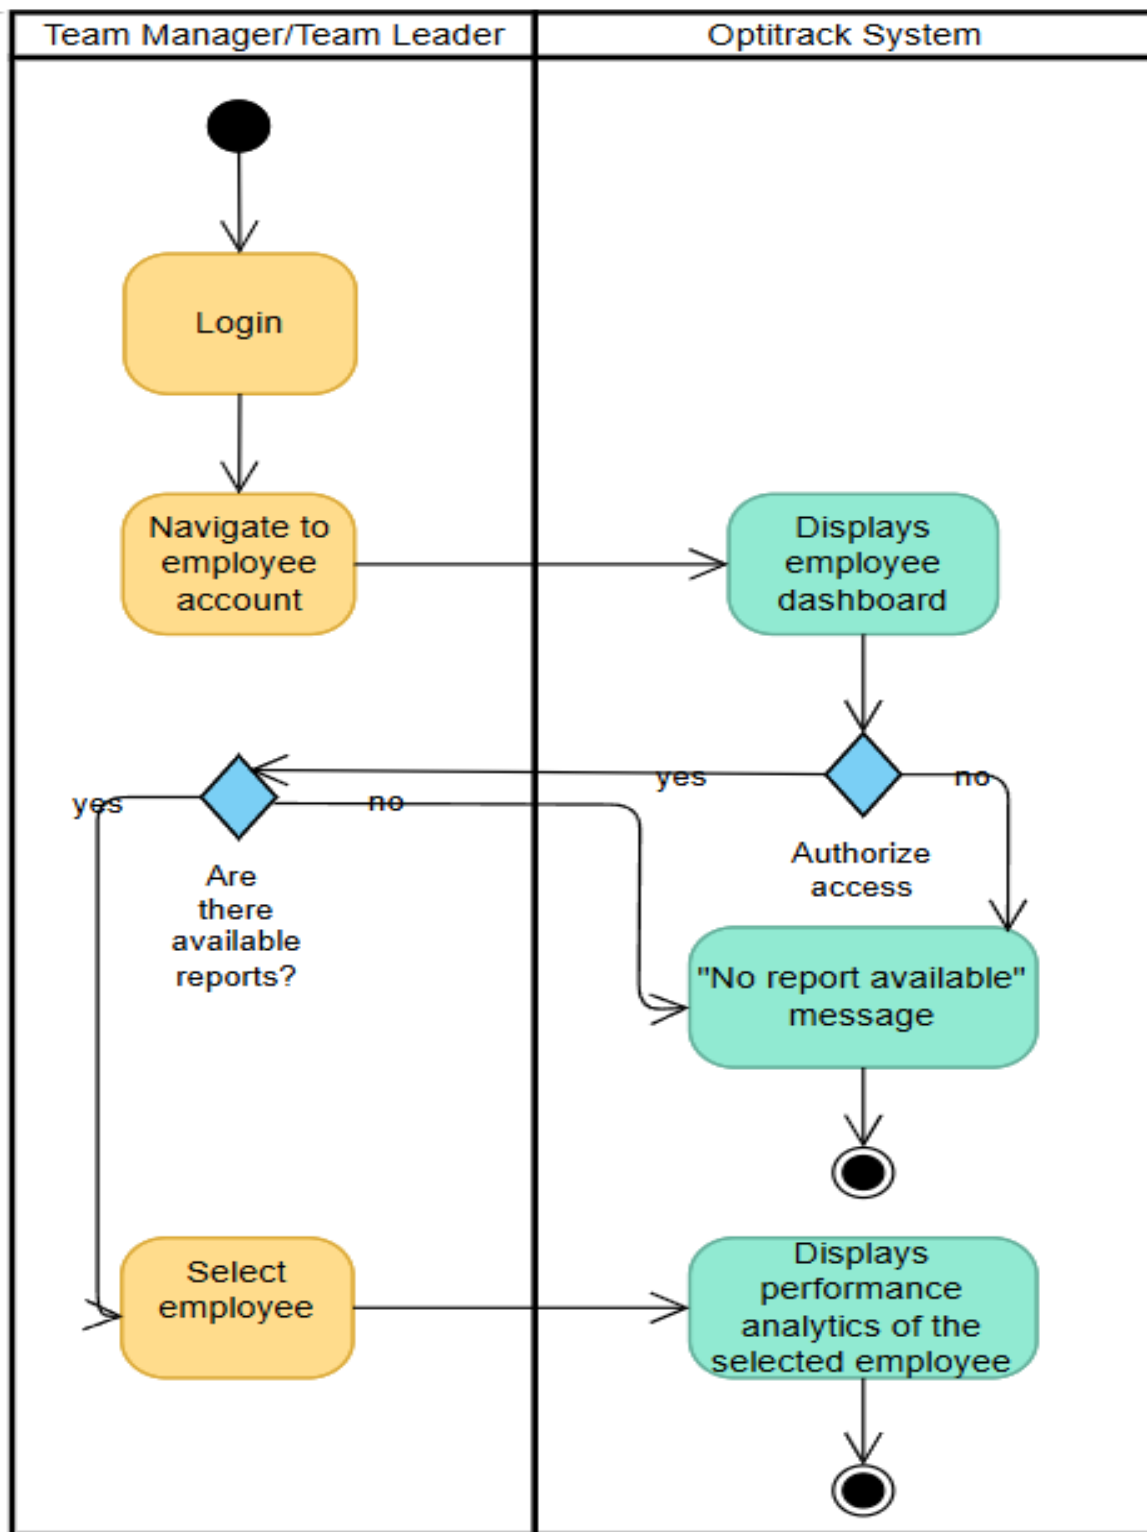 Team Manager/Team Leader
Optitrack System
Login
Navigate to
employee
account
Displays
employee
dashboard
yes
no
yes
no
Authorize
access
Are
there
available
reports?
"No report available"
message
Select
employee
Displays
performance
analytics of the
selected employee